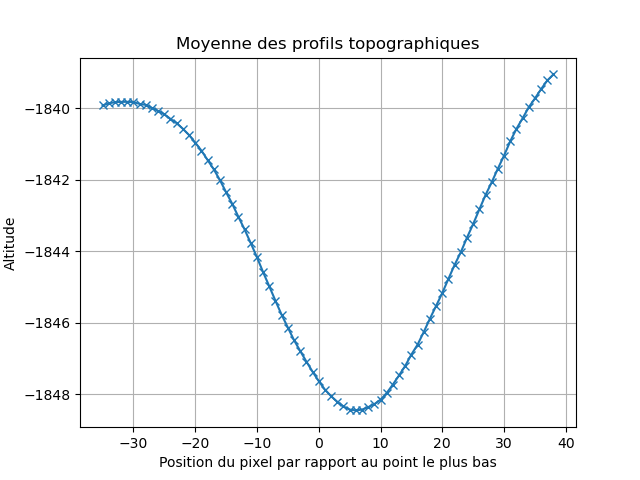 Moyenne des profils topographiques
Altitude
−1840
−1842
−1844
−1846
−1848
−30 −20 −10 0 10 20 30 40
Position du pixel par rapport au point le plus bas